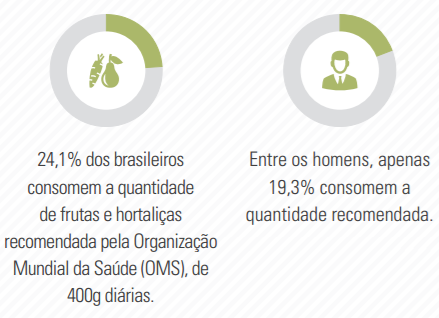 24,1% dos brasileiros
consomem a quantidade
de frutas e hortaliças
recomendada pela Organização
Mundial da Saúde (OMS), de
400g diárias.
Entre os homens, apenas
19,3% consomem a
quantidade recomendada.